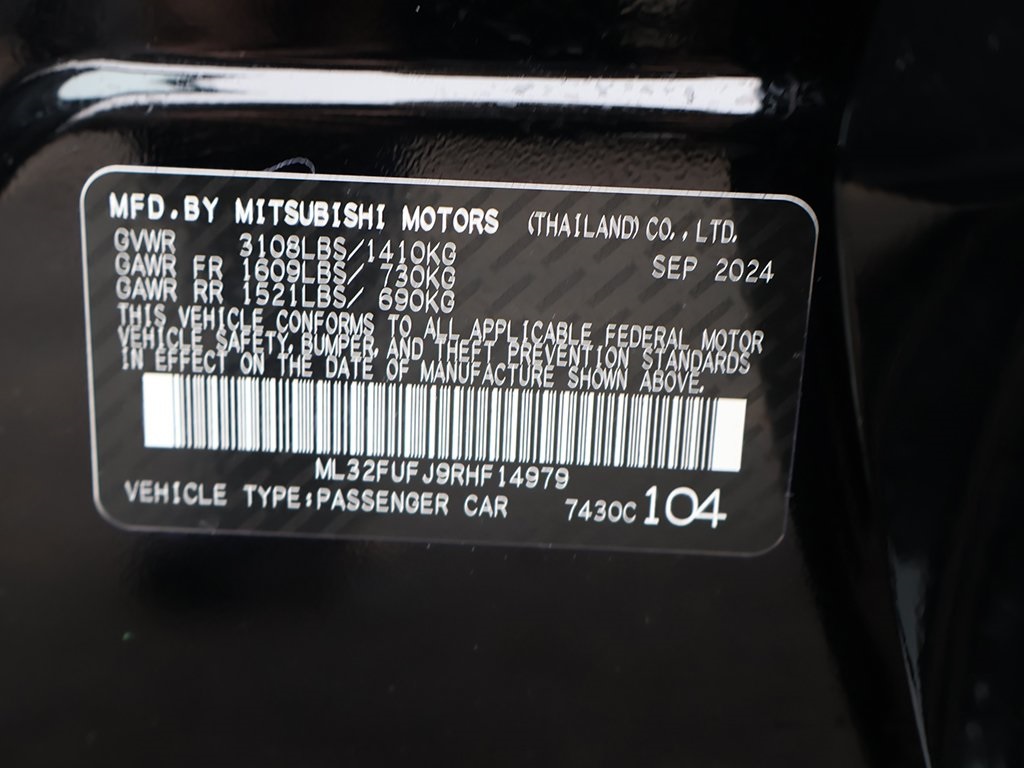 MFD.BY MITSUBISHI MOTORS (THAILAND) CO.,LTD.
GVWR 3108LBS/1410KG SEP 2024
GAWR FR 1609LBS/ 730KG
GAWR RR 1521LBS/ 690KG
THIS VEHICLE CONFORMS TO ALL APPLICABLE FEDERAL MOTOR
VEHICLE SAFETY, BUMPER, AND THEFT PREVENTION STANDARDS
IN EFFECT ON THE DATE OF MANUFACTURE SHOWN ABOVE.
ML32FUFJ9RHF14979
VEHICLE TYPE:PASSENGER CAR 7430C 104